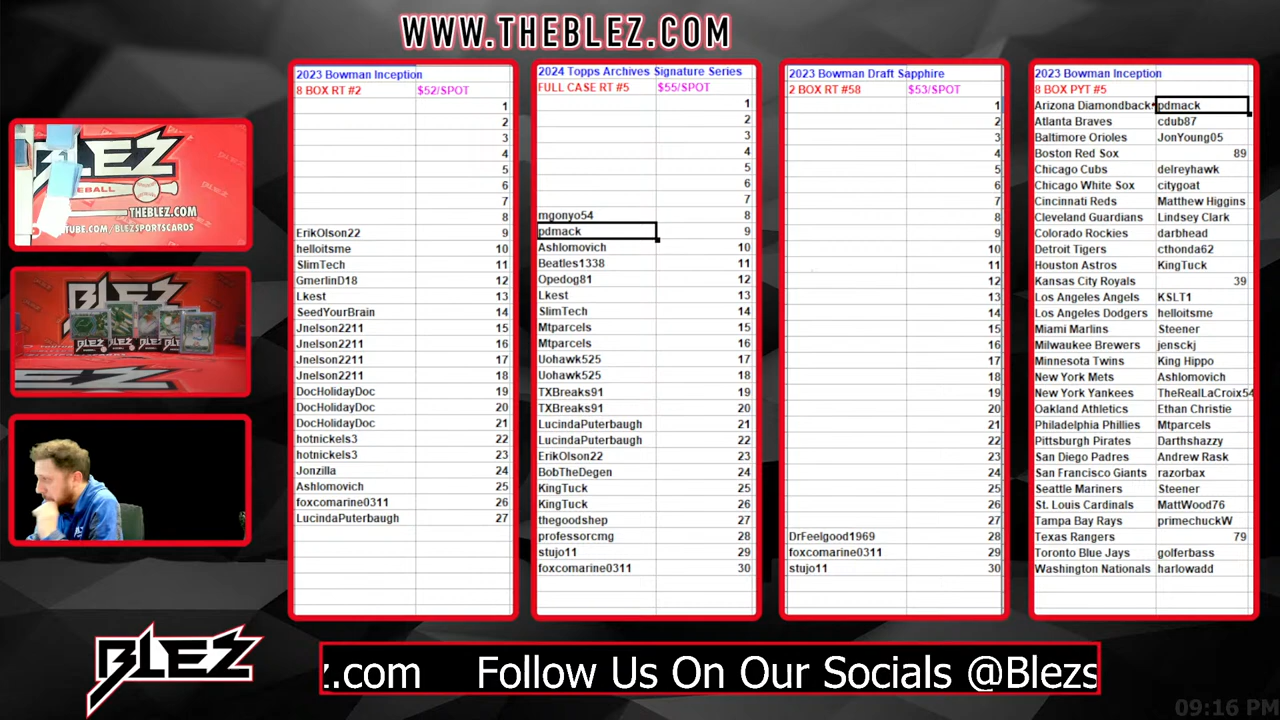 WWW.THEBLEZ.COM
BLEZ
BASEBALL
THEBLEZ.COM
YOUTUBE.COM/BLEZSPORTSCARDS
BLEZ
BLEZ
2023 Bowman Inception
8 BOX RT #2 $52/SPOT
1
2
3
4
5
6
7
8
ErikOlson22 9
helloitsme 10
SlimTech 11
GmerlinD18 12
Lkest 13
SeedYourBrain 14
Jnelson2211 15
Jnelson2211 16
Jnelson2211 17
Jnelson2211 18
DocHolidayDoc 19
DocHolidayDoc 20
DocHolidayDoc 21
hotnickels3 22
hotnickels3 23
Jonzilla 24
Ashlomovich 25
foxcomarine0311 26
LucindaPuterbaugh 27
2024 Topps Archives Signature Series
FULL CASE RT #5 $55/SPOT
1
2
3
4
5
6
7
mgonyo54 8
pdmack 9
Ashlomovich 10
Beatles1338 11
Opedog81 12
Lkest 13
SlimTech 14
Mtparcels 15
Mtparcels 16
Uohawk525 17
Uohawk525 18
TXBreaks91 19
TXBreaks91 20
LucindaPuterbaugh 21
LucindaPuterbaugh 22
ErikOlson22 23
BobTheDegen 24
KingTuck 25
KingTuck 26
thegoodshep 27
professorcmg 28
stujo11 29
foxcomarine0311 30
2023 Bowman Draft Sapphire
2 BOX RT #58 $53/SPOT
1
2
3
4
5
6
7
8
9
10
11
12
13
14
15
16
17
18
19
20
21
22
23
24
25
26
27
DrFeelgood1969 28
foxcomarine0311 29
stujo11 30
2023 Bowman Inception
8 BOX PYT #5
Arizona Diamondback pdmack
Atlanta Braves cdub87
Baltimore Orioles JonYoung05
Boston Red Sox 89
Chicago Cubs delreyhawk
Chicago White Sox citygoat
Cincinnati Reds Matthew Higgins
Cleveland Guardians Lindsey Clark
Colorado Rockies darbhead
Detroit Tigers cthonda62
Houston Astros KingTuck
Kansas City Royals 39
Los Angeles Angels KSLT1
Los Angeles Dodgers helloitsme
Miami Marlins Steener
Milwaukee Brewers jensckj
Minnesota Twins King Hippo
New York Mets Ashlomovich
New York Yankees TheRealLaCroix54
Oakland Athletics Ethan Christie
Philadelphia Phillies Mtparcels
Pittsburgh Pirates Darthshazzy
San Diego Padres Andrew Rask
San Francisco Giants razorbax
Seattle Mariners Steener
St. Louis Cardinals MattWood76
Tampa Bay Rays primechuckW
Texas Rangers 79
Toronto Blue Jays golferbass
Washington Nationals harlowadd
BLEZ
z.com Follow Us On Our Socials @Blezs
09:16 PM